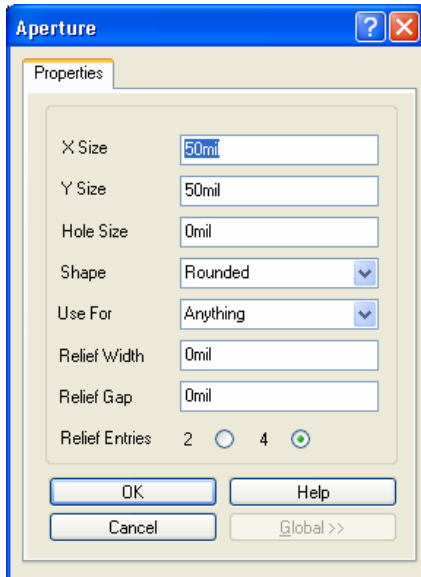 Aperture
Properties
X Size 50mil
Y Size 50mil
Hole Size 0mil
Shape Rounded
Use For Anything
Relief Width 0mil
Relief Gap 0mil
Relief Entries 2 4
OK Help
Cancel Global >>